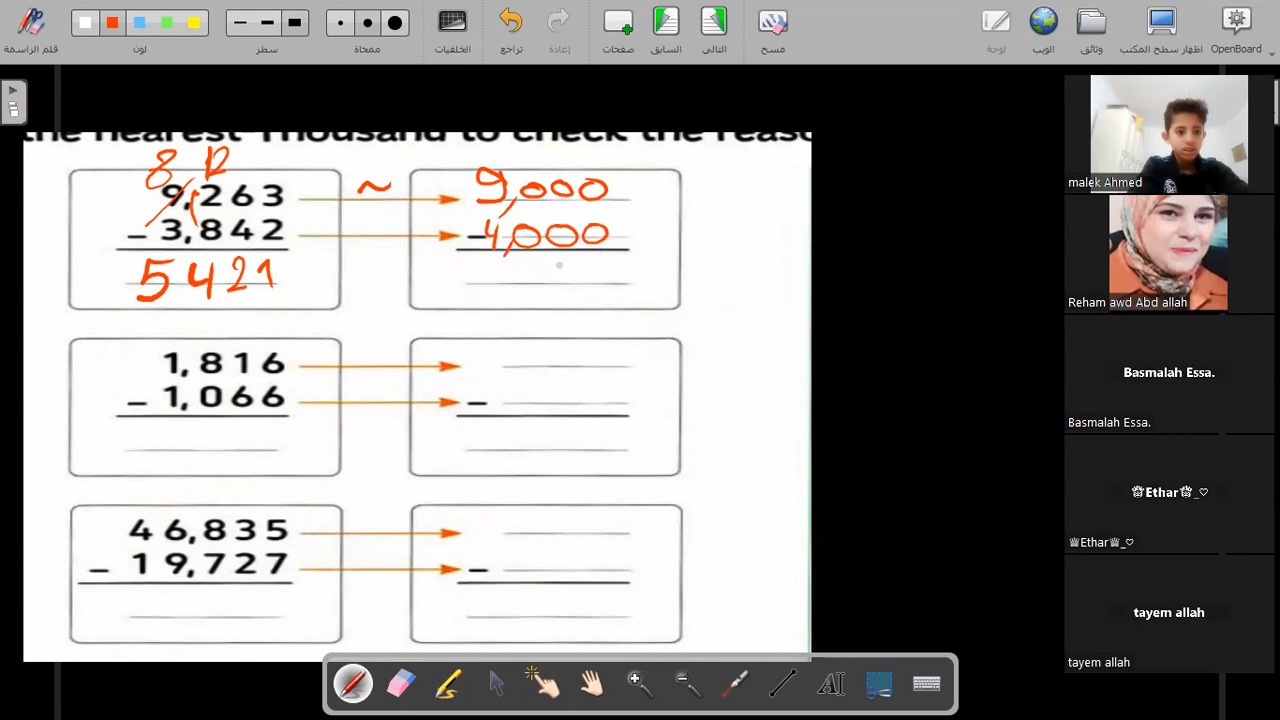 قلم الراسمة
لون
سطر
ممحاة
الخلفيات
تراجع
إعادة
صفحات
السابق
التالي
مسح
لوحة
الويب
وثائق
اظهار سطح المكتب
OpenBoard
the nearest Thousand to check the reaso
8 12
9,263 ~ 9,000
- 3,842 - 4,000
5421
1,816
- 1,066 -
46,835
- 19,727 -
malek Ahmed
Reham awd Abd allah
Basmalah Essa.
Basmalah Essa.
♕Ethar♕_♡
♕Ethar♕_♡
tayem allah
tayem allah
AI